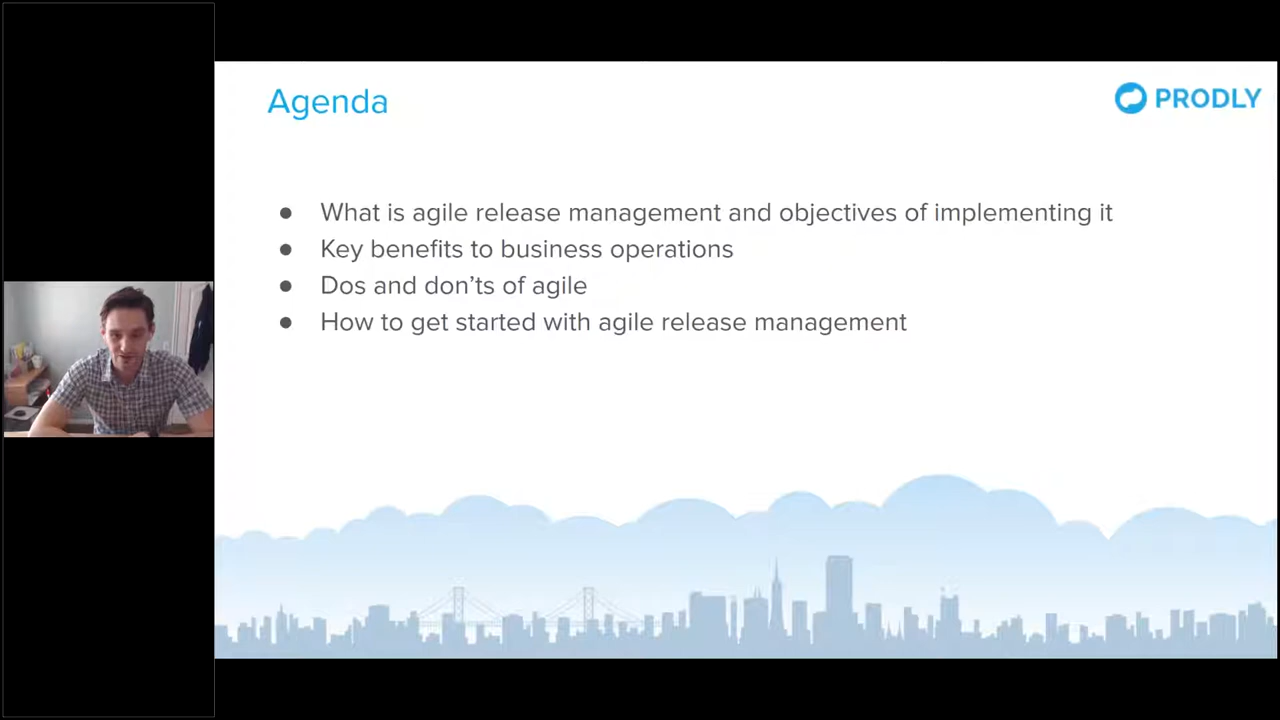 Agenda
PRODLY
● What is agile release management and objectives of implementing it
● Key benefits to business operations
● Dos and don'ts of agile
● How to get started with agile release management